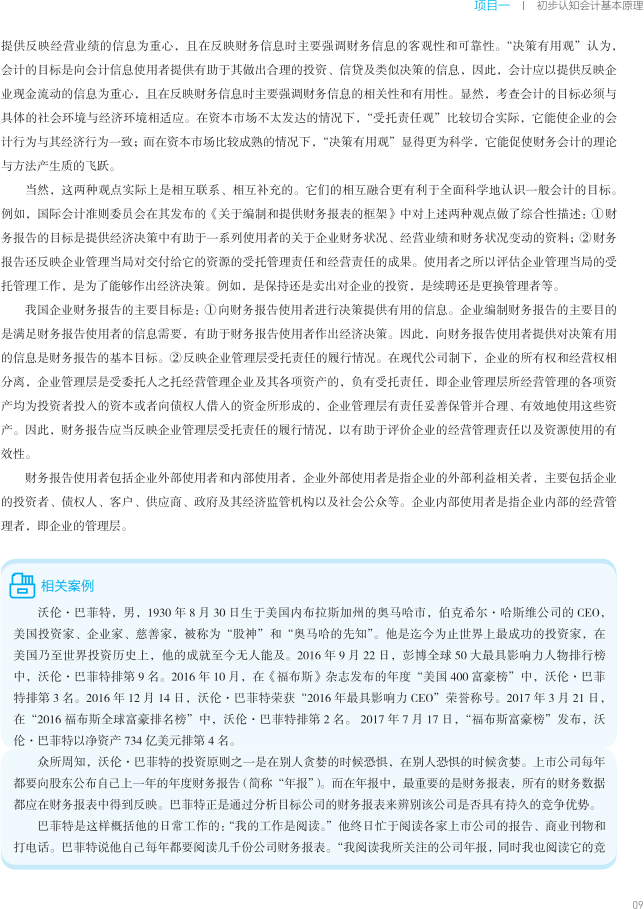 项目一 | 初步认知会计基本原理
提供反映经营业绩的信息为重心，且在反映财务信息时主要强调财务信息的客观性和可靠性。“决策有用观”认为，
会计的目标是向会计信息使用者提供有助于其做出合理的投资、信贷及类似决策的信息，因此，会计应以提供反映企
业现金流动的信息为重心，且在反映财务信息时主要强调财务信息的相关性和有用性。显然，考查会计的目标必须与
具体的社会环境与经济环境相适应。在资本市场不太发达的情况下，“受托责任观”比较切合实际，它能使企业的会
计行为与其经济行为一致；而在资本市场比较成熟的情况下，“决策有用观”显得更为科学，它能促使财务会计的理论
与方法产生质的飞跃。
当然，这两种观点实际上是相互联系、相互补充的。它们的相互融合更有利于全面科学地认识一般会计的目标。
例如，国际会计准则委员会在其发布的《关于编制和提供财务报表的框架》中对上述两种观点做了综合性描述：①财
务报告的目标是提供经济决策中有助于一系列使用者的关于企业财务状况、经营业绩和财务状况变动的资料；②财务
报告还反映企业管理当局对交付给它的资源的受托管理责任和经营责任的成果。使用者之所以评估企业管理当局的受
托管理工作，是为了能够作出经济决策。例如，是保持还是卖出对企业的投资，是续聘还是更换管理者等。
我国企业财务报告的主要目标是：①向财务报告使用者进行决策提供有用的信息。企业编制财务报告的主要目的
是满足财务报告使用者的信息需要，有助于财务报告使用者作出经济决策。因此，向财务报告使用者提供对决策有用
的信息是财务报告的基本目标。②反映企业管理层受托责任的履行情况。在现代公司制下，企业的所有权和经营权相
分离，企业管理层是受委托人之托经营管理企业及其各项资产的，负有受托责任，即企业管理层所经营管理的各项资
产均为投资者投入的资本或者向债权人借入的资金所形成的，企业管理层有责任妥善保管并合理、有效地使用这些资
产。因此，财务报告应当反映企业管理层受托责任的履行情况，以有助于评价企业的经营管理责任以及资源使用的有
效性。
财务报告使用者包括企业外部使用者和内部使用者，企业外部使用者是指企业的外部利益相关者，主要包括企业
的投资者、债权人、客户、供应商、政府及其经济监管机构以及社会公众等。企业内部使用者是指企业内部的经营管
理者，即企业的管理层。
相关案例
沃伦·巴菲特，男，1930 年 8 月 30 日生于美国内布拉斯加州的奥马哈市，伯克希尔·哈斯维公司的 CEO，
美国投资家、企业家、慈善家，被称为“股神”和“奥马哈的先知”。他是迄今为止世界上最成功的投资家，在
美国乃至世界投资历史上，他的成就至今无人能及。2016 年 9 月 22 日，彭博全球 50 大最具影响力人物排行榜
中，沃伦·巴菲特排第 9 名。2016 年 10 月，在《福布斯》杂志发布的年度“美国 400 富豪榜”中，沃伦·巴菲
特排第 3 名。2016 年 12 月 14 日，沃伦·巴菲特荣获“2016 年最具影响力 CEO”荣誉称号。2017 年 3 月 21 日，
在“2016 福布斯全球富豪排名榜”中，沃伦·巴菲特排第 2 名。 2017 年 7 月 17 日，“福布斯富豪榜”发布，沃
伦·巴菲特以净资产 734 亿美元排第 4 名。
众所周知，沃伦·巴菲特的投资原则之一是在别人贪婪的时候恐惧，在别人恐惧的时候贪婪。上市公司每年
都要向股东公布自己上一年的年度财务报告（简称“年报”）。而在年报中，最重要的是财务报表，所有的财务数据
都应在财务报表中得到反映。巴菲特正是通过分析目标公司的财务报表来辨别该公司是否具有持久的竞争优势。
巴菲特是这样概括他的日常工作的：“我的工作是阅读。”他终日忙于阅读各家上市公司的报告、商业刊物和
打电话。巴菲特说他自己每年都要阅读几千份公司财务报表。“我阅读我所关注的公司年报，同时我也阅读它的竞
09